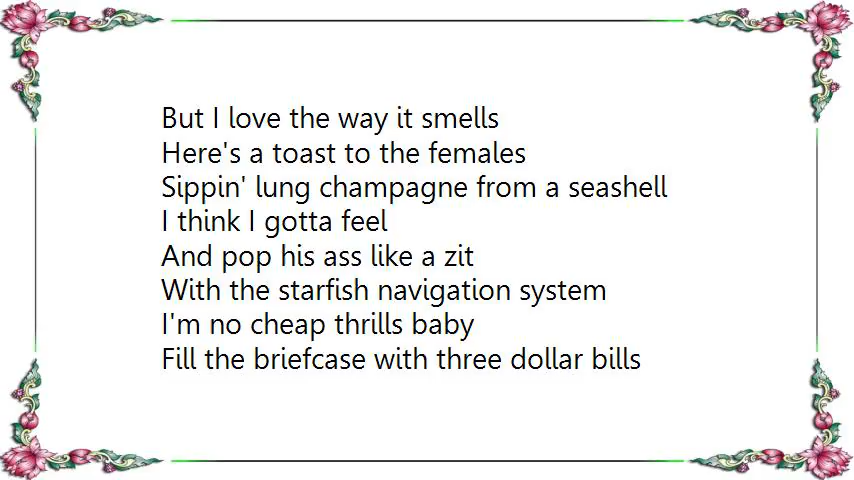 But I love the way it smells
Here's a toast to the females
Sippin' lung champagne from a seashell
I think I gotta feel
And pop his ass like a zit
With the starfish navigation system
I'm no cheap thrills baby
Fill the briefcase with three dollar bills